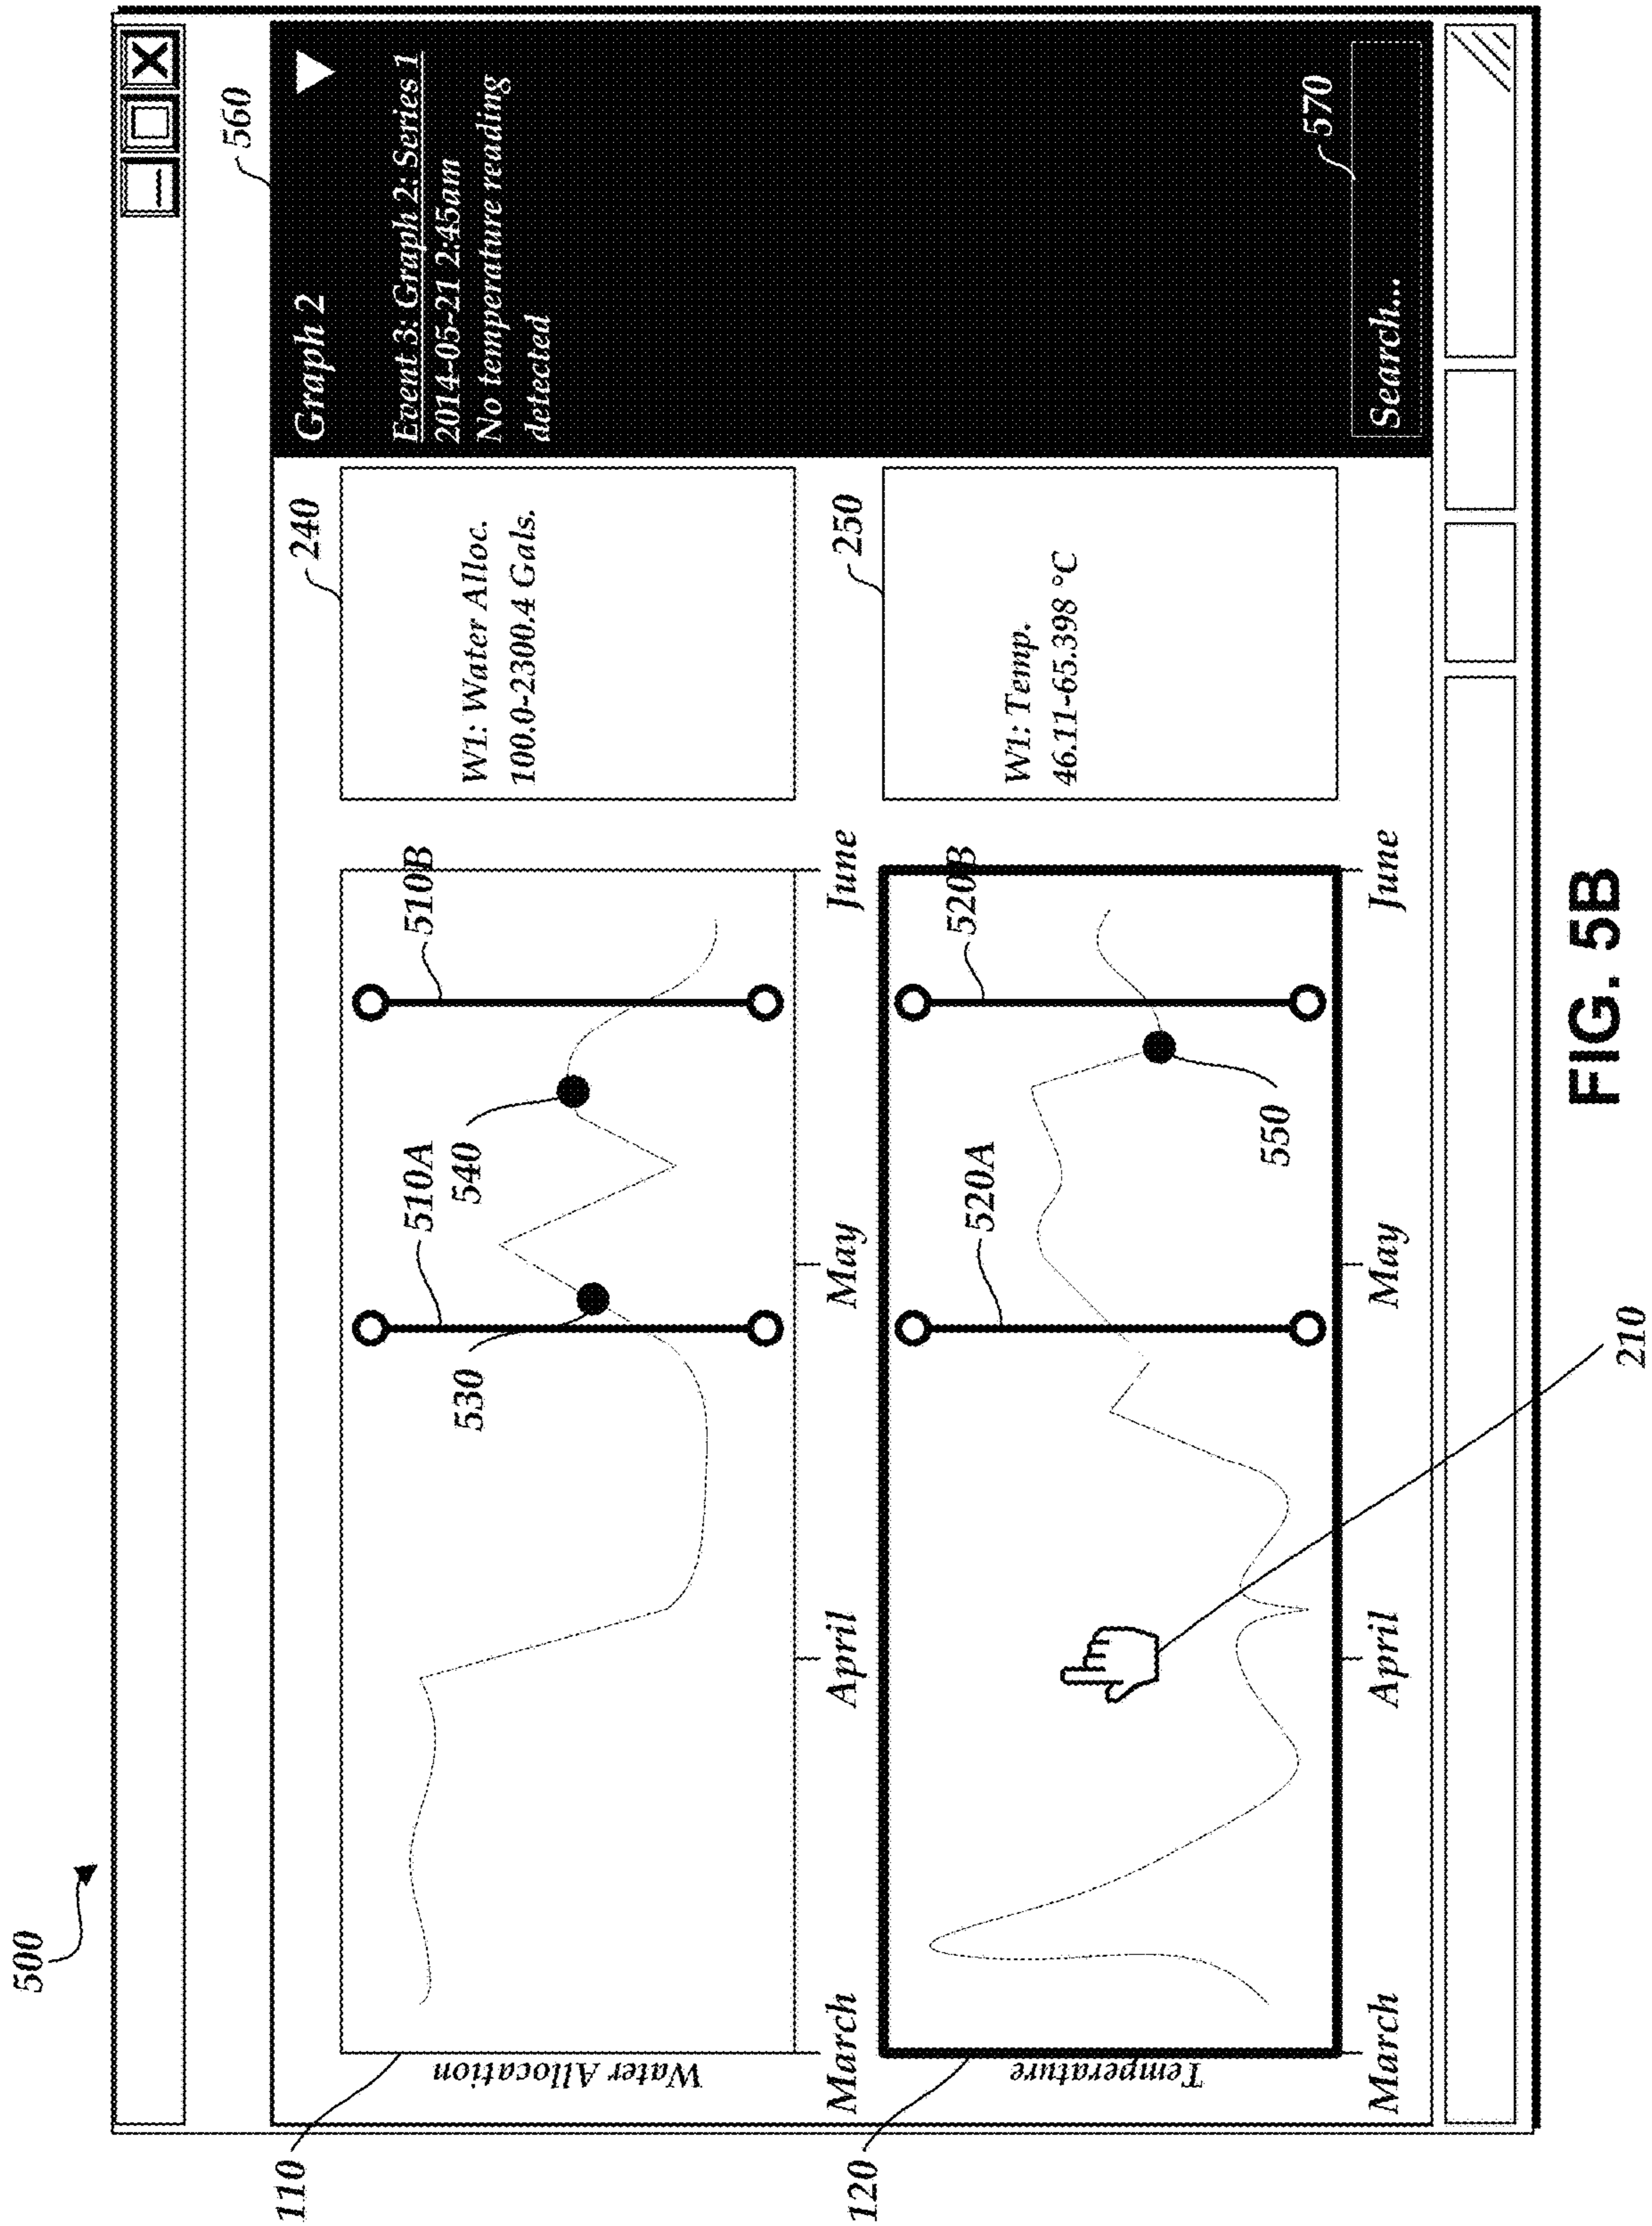 500
560
Graph 2
Event 3: Graph 2: Series 1
2014-05-21 2:45am
No temperature reading
detected
570
Search...
110
Water Allocation
510A
510B
530
540
March
April
May
June
240
W1: Water Alloc.
100.0-2300.4 Gals.
120
Temperature
520A
520B
550
March
April
May
June
250
W1: Temp.
46.11-65.398 °C
210
FIG. 5B